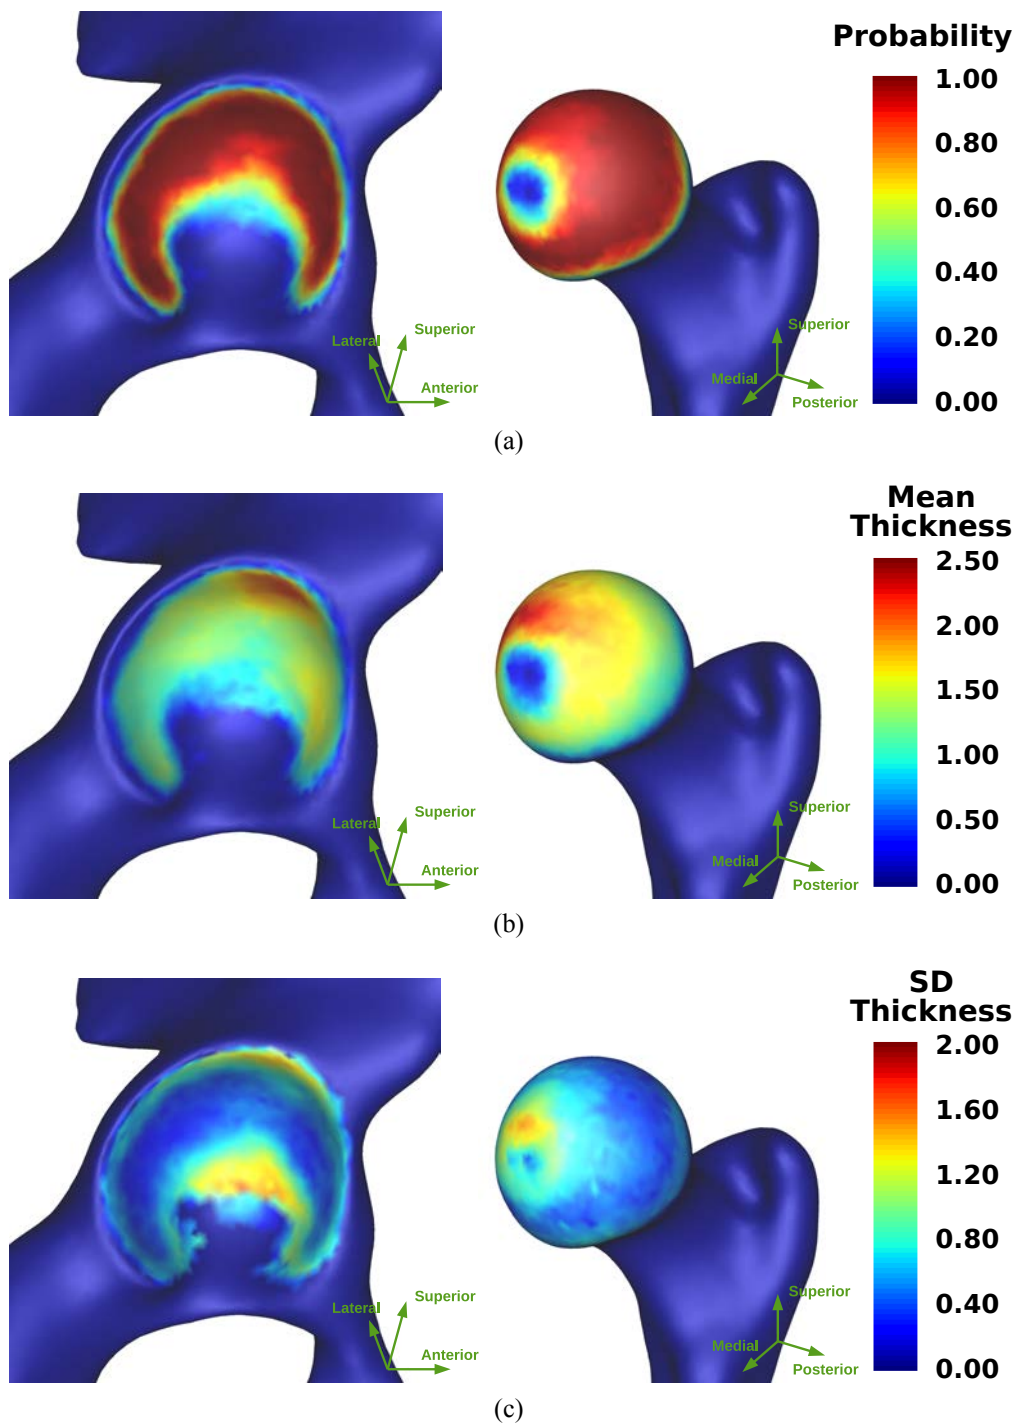 Probability
1.00
0.80
0.60
0.40
0.20
0.00
Superior
Lateral
Anterior
Superior
Medial
Posterior
(a)
Mean
Thickness
2.50
2.00
1.50
1.00
0.50
0.00
Superior
Lateral
Anterior
Superior
Medial
Posterior
(b)
SD
Thickness
2.00
1.60
1.20
0.80
0.40
0.00
Superior
Lateral
Anterior
Superior
Medial
Posterior
(c)